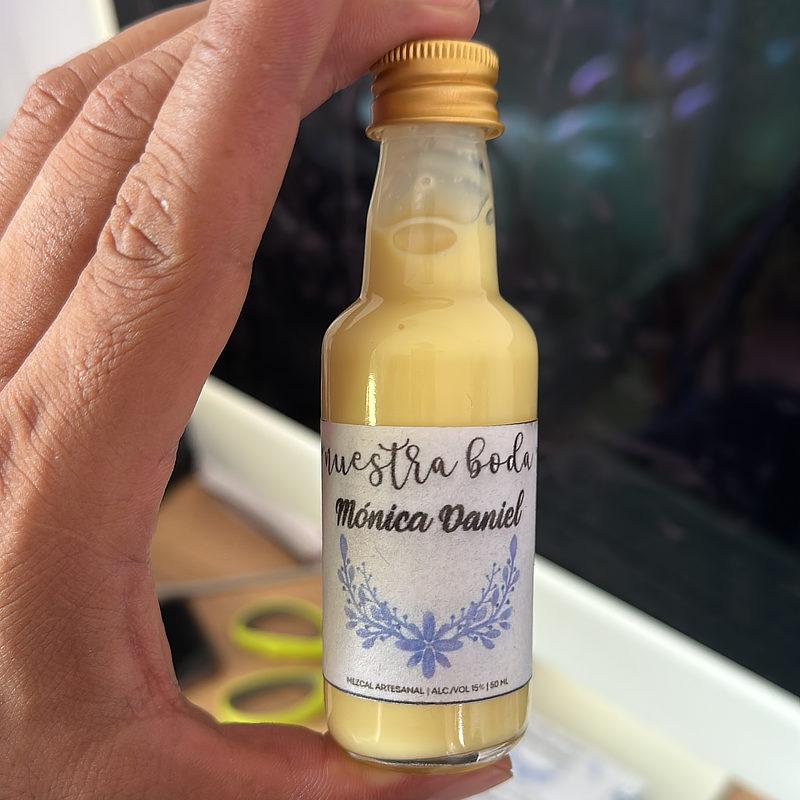 nuestra boda
Mónica Daniel
MEZCAL ARTESANAL | ALC./VOL 15% | 50 ML